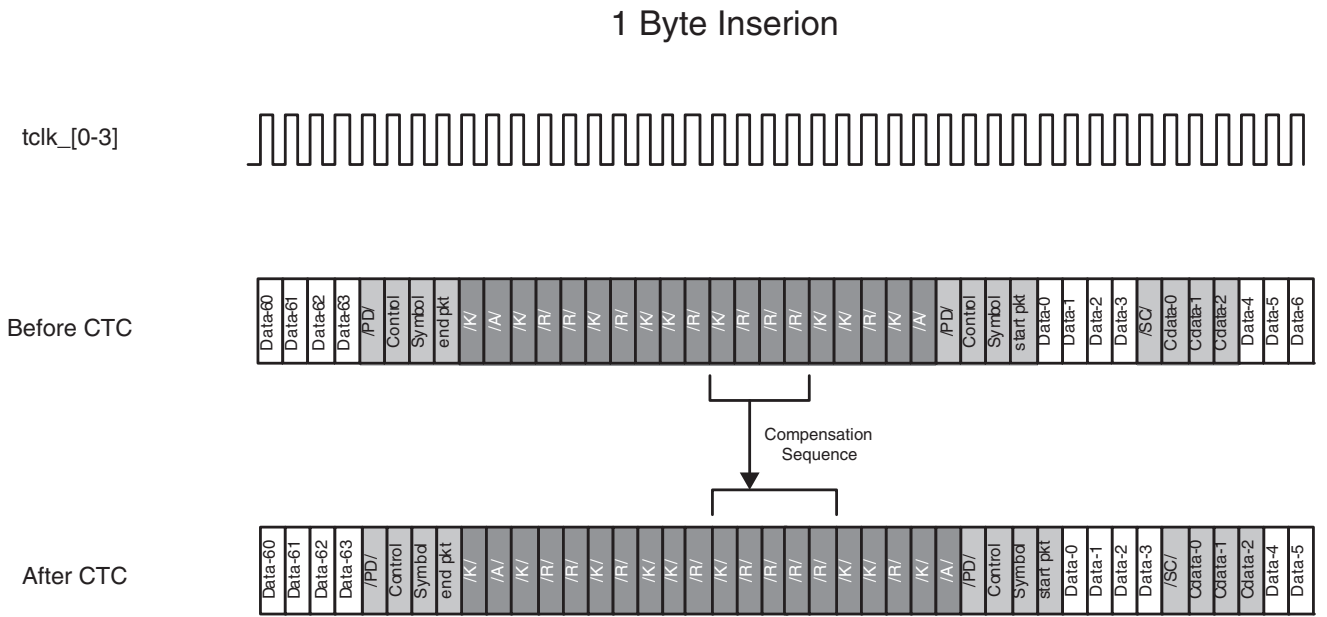 1 Byte Inserion
tclk_[0-3]
Before CTC
Data-60
Data-61
Data-62
Data-63
/PD/
Control
Symbol
end pkt
/K/
/A/
/K/
/R/
/R/
/K/
/R/
/K/
/K/
/R/
/K/
/R/
/R/
/R/
/K/
/K/
/R/
/K/
/A/
/PD/
Control
Symbol
start pkt
Data-0
Data-1
Data-2
Data-3
/SC/
Cdata-0
Cdata-1
Cdata-2
Data-4
Data-5
Data-6
Compensation
Sequence
After CTC
Data-60
Data-61
Data-62
Data-63
/PD/
Control
Symbol
end pkt
/K/
/A/
/K/
/R/
/R/
/K/
/R/
/K/
/K/
/R/
/K/
/R/
/R/
/R/
/R/
/K/
/K/
/R/
/K/
/A/
/PD/
Control
Symbol
start pkt
Data-0
Data-1
Data-2
Data-3
/SC/
Cdata-0
Cdata-1
Cdata-2
Data-4
Data-5